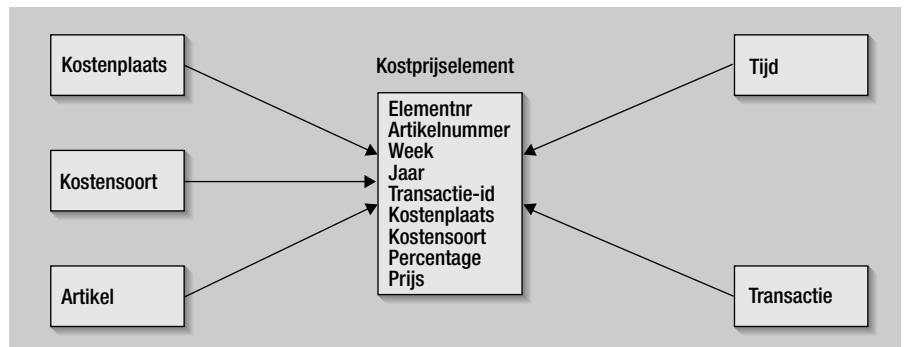 Kostenplaats
Kostensoort
Artikel
Kostprijselement
Elementnr
Artikelnummer
Week
Jaar
Transactie-id
Kostenplaats
Kostensoort
Percentage
Prijs
Tijd
Transactie